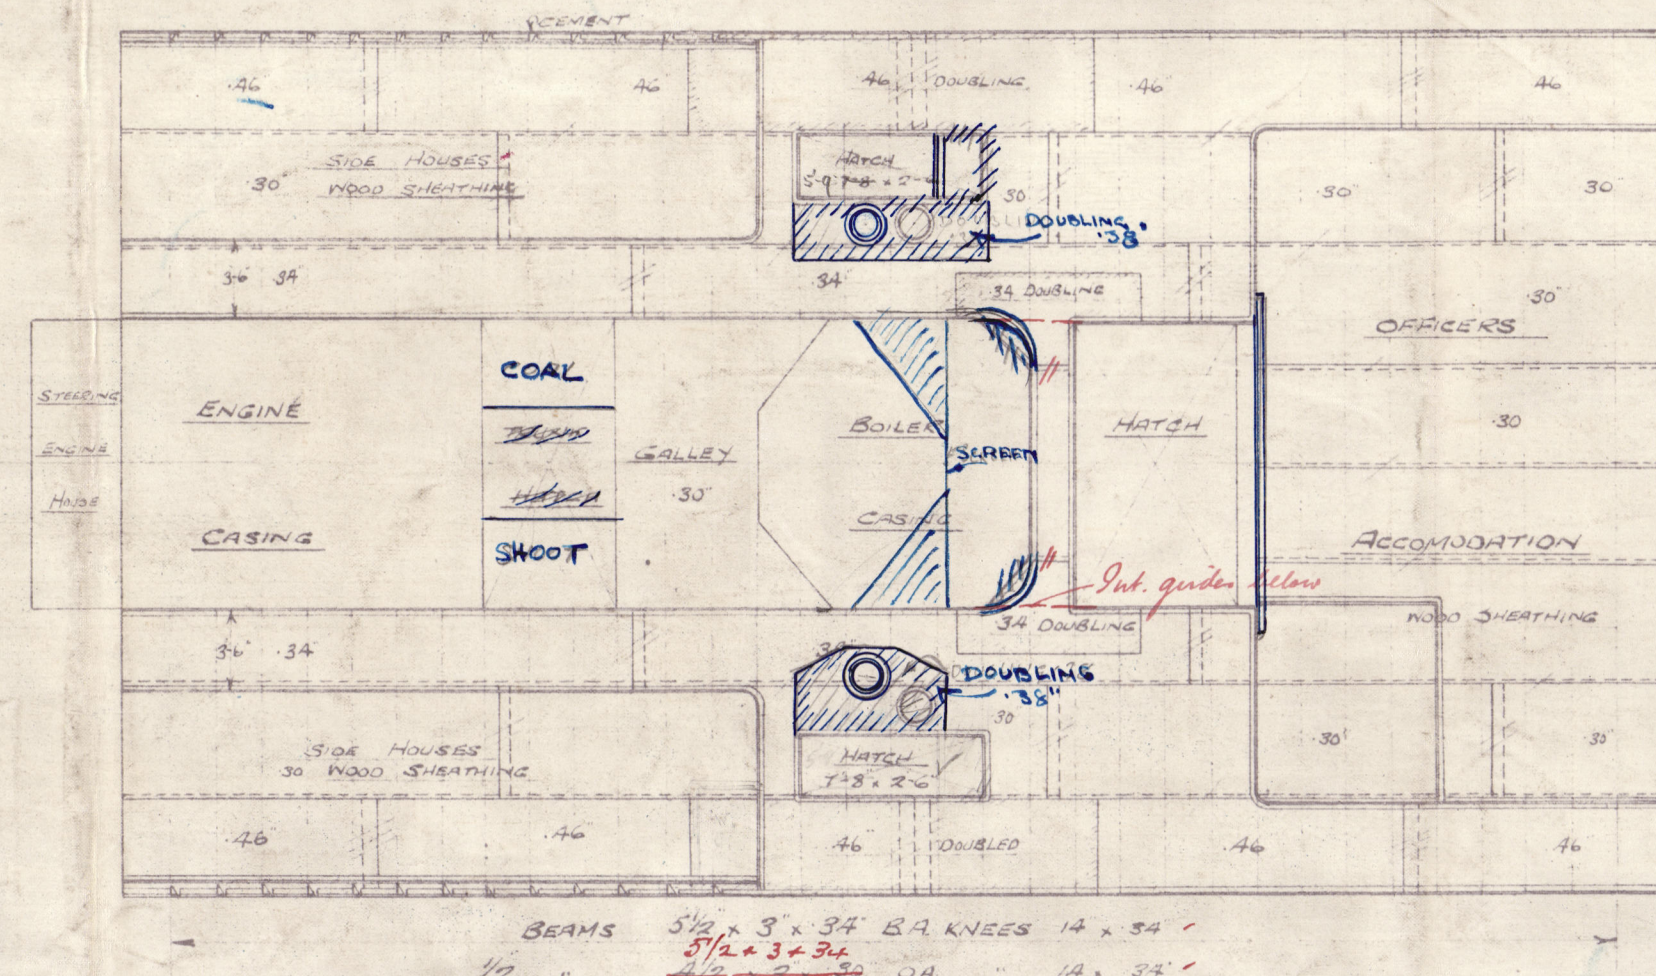 CEMENT
.46
46"
46 DOUBLING
.46
46
SIDE HOUSES
.30" WOOD SHEATHING
HATCH
30
DOUBLING
.38"
.30"
30
3-6" .34
.34
.34 DOUBLING
.30"
OFFICERS
COAL
STEERING
ENGINE
HOUSE
ENGINE
CASING
GALLEY
.30"
BOILER
CASING
SCREEN
HATCH
.30
SHOOT
ACCOMODATION
Int. guides below
WOOD SHEATHING
34 DOUBLING
3-6" .34"
DOUBLING
.38"
30
SIDE HOUSES
.30 WOOD SHEATHING
HATCH
7'-8" x 2'-6"
.30"
.30"
.46"
.46"
.46" DOUBLED
.46
46
BEAMS 5½" x 3" x .34" B.A. KNEES 14 x .34"
5½ x 3 x 34